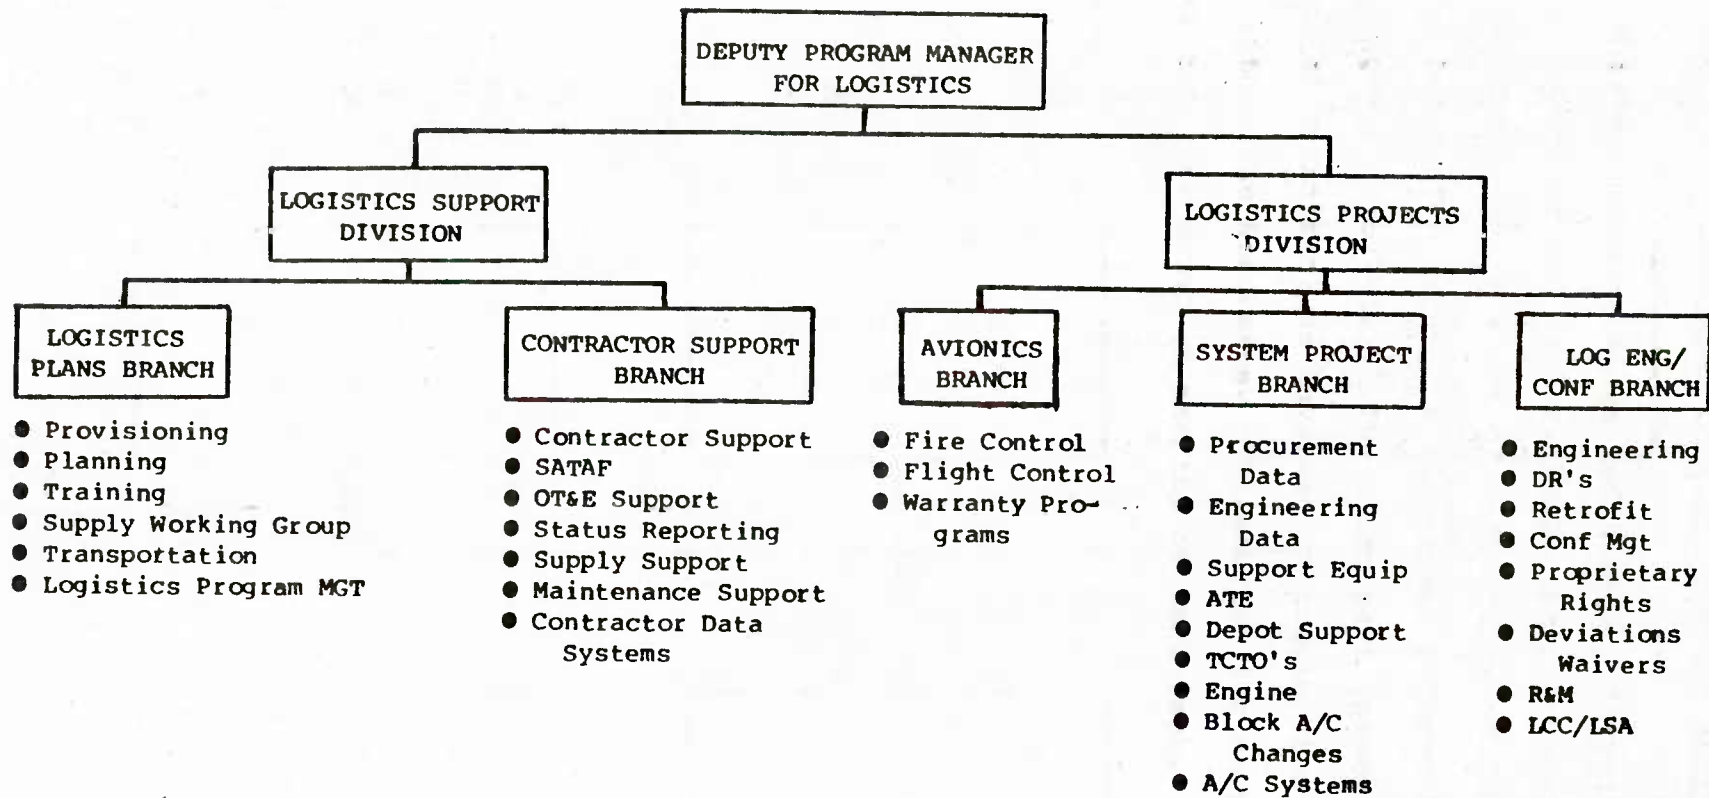 DEPUTY PROGRAM MANAGER
FOR LOGISTICS
LOGISTICS SUPPORT
DIVISION
LOGISTICS PROJECTS
DIVISION
LOGISTICS
PLANS BRANCH
● Provisioning
● Planning
● Training
● Supply Working Group
● Transportation
● Logistics Program MGT
CONTRACTOR SUPPORT
BRANCH
● Contractor Support
● SATAF
● OT&E Support
● Status Reporting
● Supply Support
● Maintenance Support
● Contractor Data
Systems
AVIONICS
BRANCH
● Fire Control
● Flight Control
● Warranty Pro-
grams
SYSTEM PROJECT
BRANCH
● Procurement
Data
● Engineering
Data
● Support Equip
● ATE
● Depot Support
● TCTO's
● Engine
● Block A/C
Changes
● A/C Systems
LOG ENG/
CONF BRANCH
● Engineering
● DR's
● Retrofit
● Conf Mgt
● Proprietary
Rights
● Deviations
Waivers
● R&M
● LCC/LSA